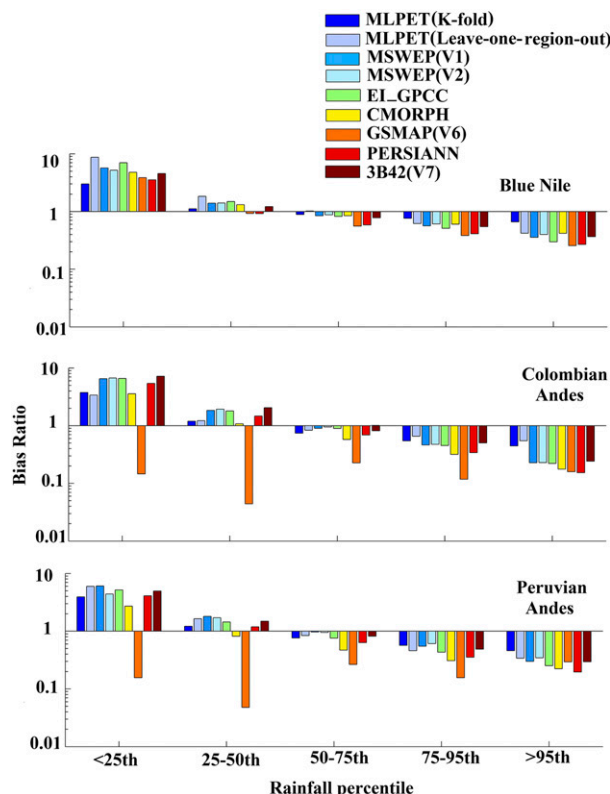 MLPET(K-fold)
MLPET(Leave-one-region-out)
MSWEP(V1)
MSWEP(V2)
EI_GPCC
CMORPH
GSMAP(V6)
PERSIANN
3B42(V7)
Blue Nile
10
1
0.1
0.01
Colombian
Andes
10
1
0.1
0.01
Bias Ratio
Peruvian
Andes
10
1
0.1
0.01
<25th
25-50th
50-75th
75-95th
>95th
Rainfall percentile